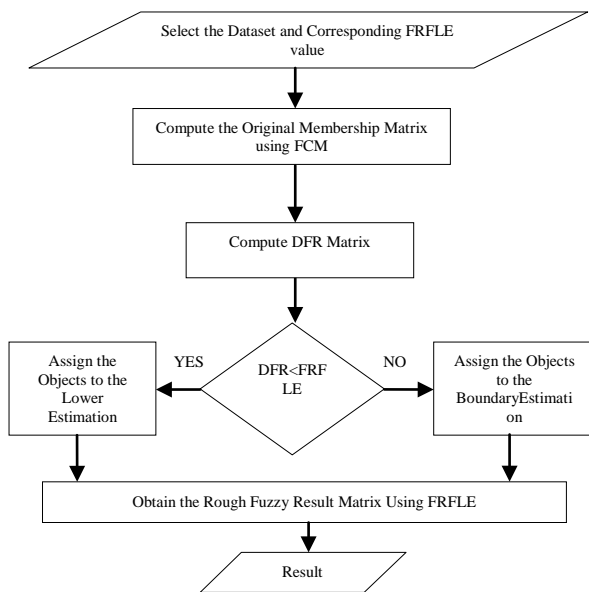 Select the Dataset and Corresponding FRFLE
value
Compute the Original Membership Matrix
using FCM
Compute DFR Matrix
YES
DFR<FRF
LE
NO
Assign the
Objects to the
Lower
Estimation
Assign the Objects
to the
BoundaryEstimati
on
Obtain the Rough Fuzzy Result Matrix Using FRFLE
Result